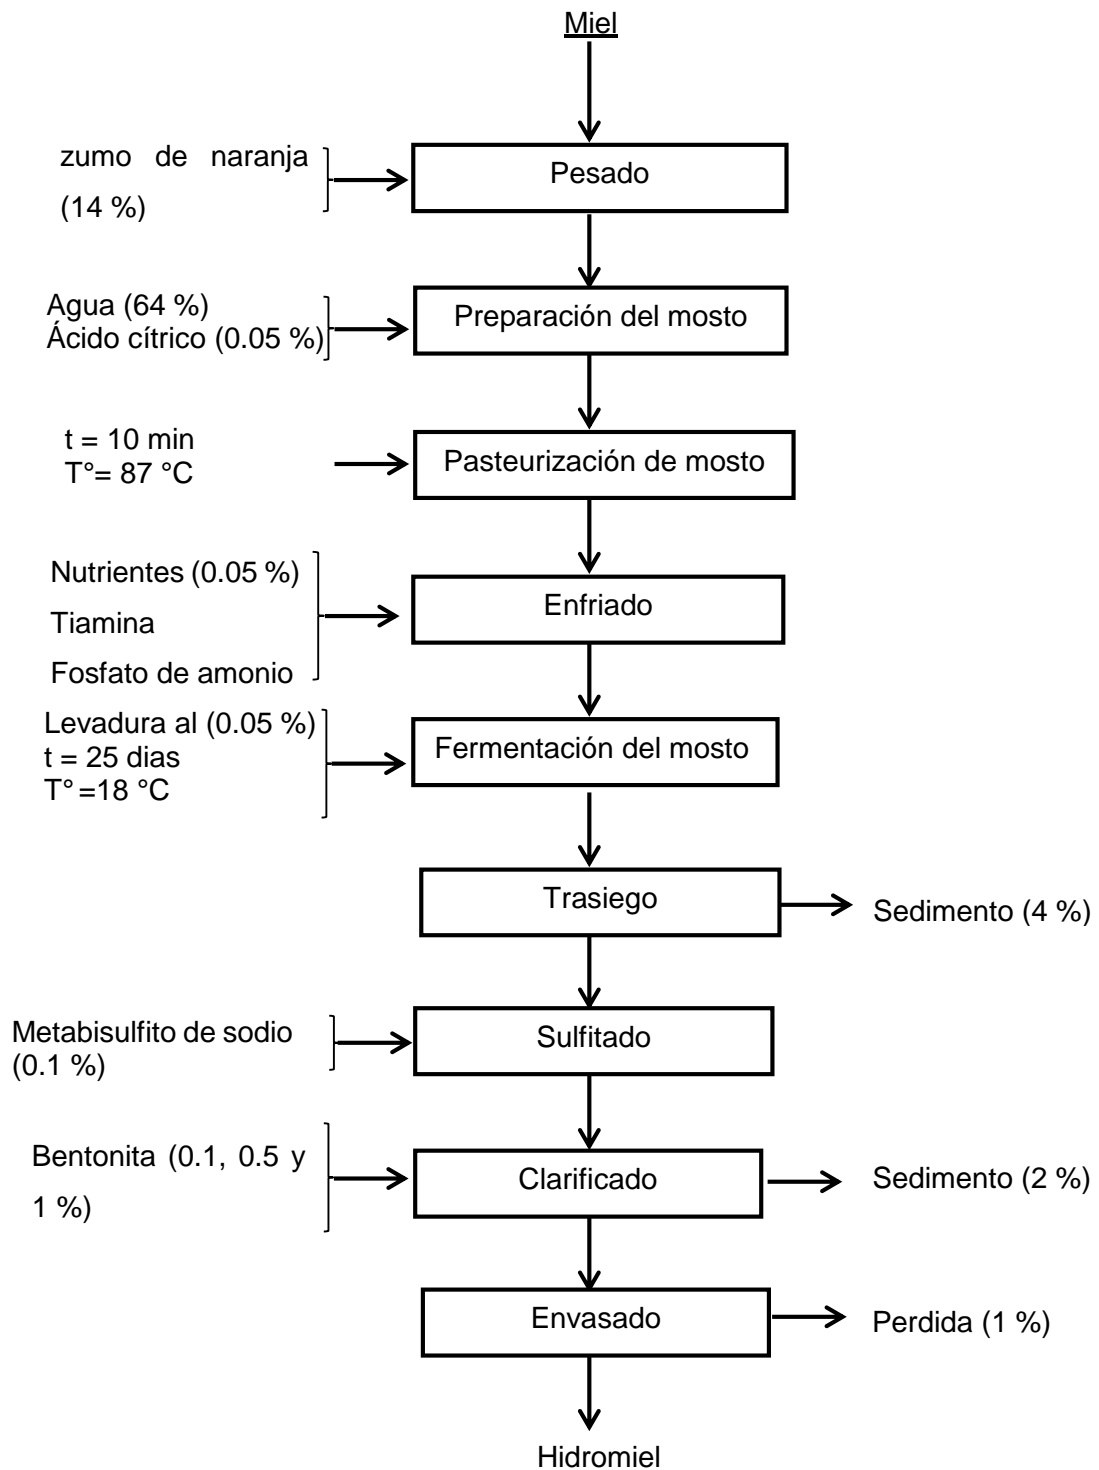 Miel
zumo de naranja
(14 %)
Pesado
Agua (64 %)
Ácido cítrico (0.05 %)
Preparación del mosto
t = 10 min
T°= 87 °C
Pasteurización de mosto
Nutrientes (0.05 %)
Tiamina
Fosfato de amonio
Enfriado
Levadura al (0.05 %)
t = 25 dias
T° =18 °C
Fermentación del mosto
Trasiego
Sedimento (4 %)
Metabisulfito de sodio
(0.1 %)
Sulfitado
Bentonita (0.1, 0.5 y
1 %)
Clarificado
Sedimento (2 %)
Envasado
Perdida (1 %)
Hidromiel